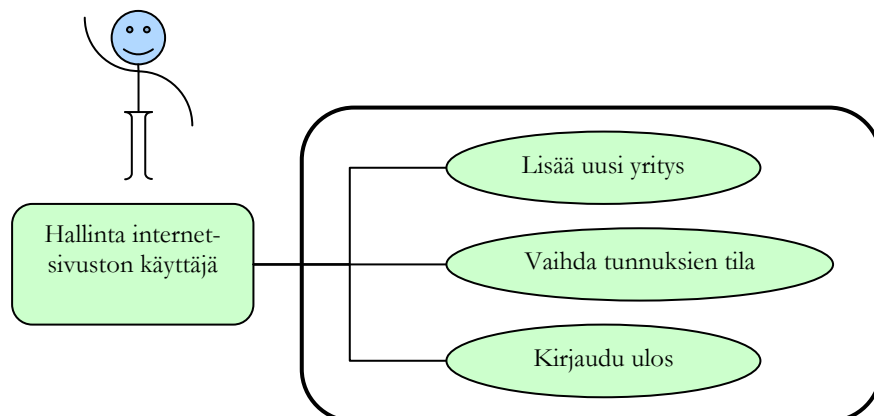 Lisää uusi yritys
Hallinta internet-
sivuston käyttäjä
Vaihda tunnuksien tila
Kirjaudu ulos